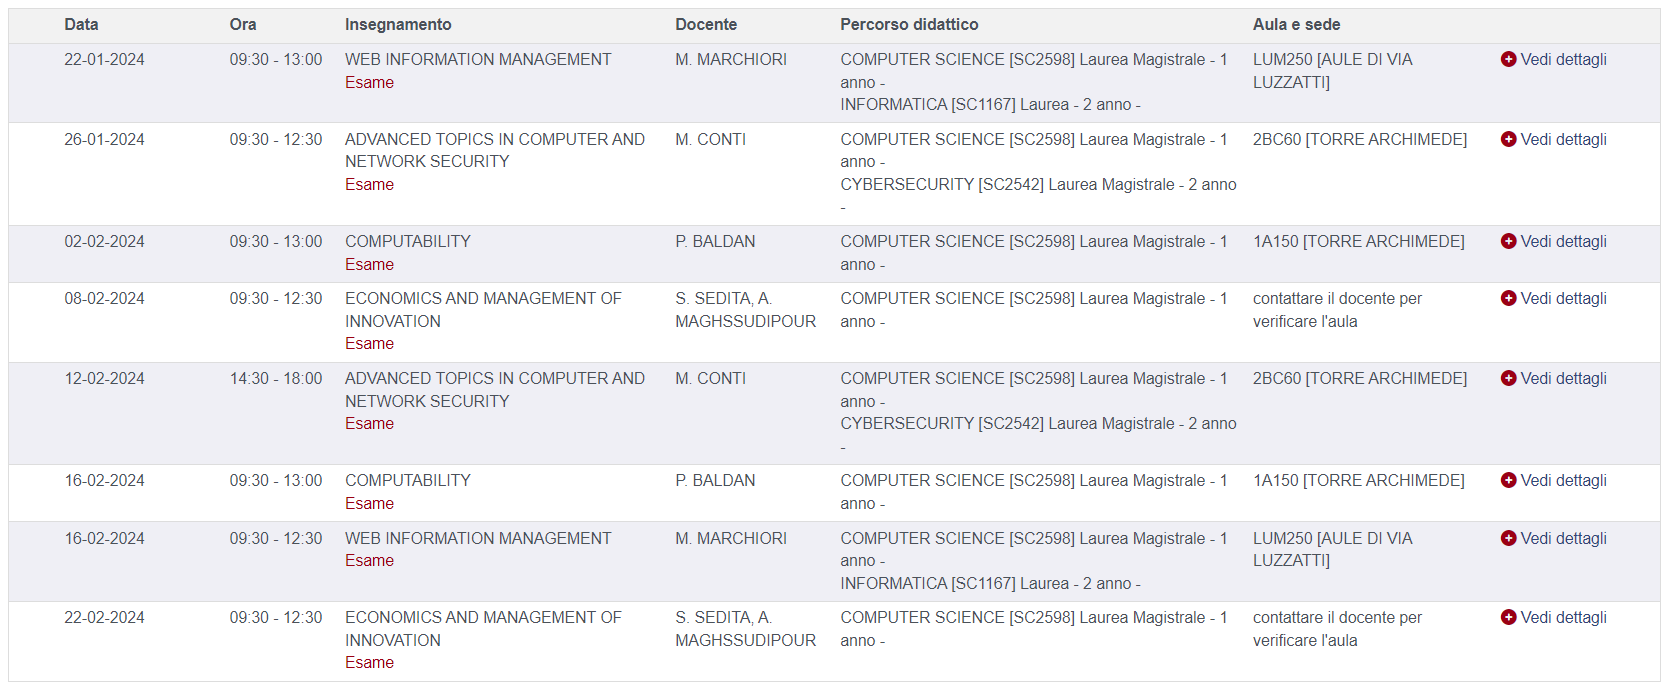 Data Ora Insegnamento Docente Percorso didattico Aula e sede
22-01-2024 09:30 - 13:00 WEB INFORMATION MANAGEMENT M. MARCHIORI COMPUTER SCIENCE [SC2598] Laurea Magistrale - 1 LUM250 [AULE DI VIA Vedi dettagli
Esame anno - LUZZATTI]
INFORMATICA [SC1167] Laurea - 2 anno -
26-01-2024 09:30 - 12:30 ADVANCED TOPICS IN COMPUTER AND M. CONTI COMPUTER SCIENCE [SC2598] Laurea Magistrale - 1 2BC60 [TORRE ARCHIMEDE] Vedi dettagli
NETWORK SECURITY anno -
Esame CYBERSECURITY [SC2542] Laurea Magistrale - 2 anno
-
02-02-2024 09:30 - 13:00 COMPUTABILITY P. BALDAN COMPUTER SCIENCE [SC2598] Laurea Magistrale - 1 1A150 [TORRE ARCHIMEDE] Vedi dettagli
Esame anno -
08-02-2024 09:30 - 12:30 ECONOMICS AND MANAGEMENT OF S. SEDITA, A. COMPUTER SCIENCE [SC2598] Laurea Magistrale - 1 contattare il docente per Vedi dettagli
INNOVATION MAGHSSUDIPOUR anno - verificare l'aula
Esame
12-02-2024 14:30 - 18:00 ADVANCED TOPICS IN COMPUTER AND M. CONTI COMPUTER SCIENCE [SC2598] Laurea Magistrale - 1 2BC60 [TORRE ARCHIMEDE] Vedi dettagli
NETWORK SECURITY anno -
Esame CYBERSECURITY [SC2542] Laurea Magistrale - 2 anno
-
16-02-2024 09:30 - 13:00 COMPUTABILITY P. BALDAN COMPUTER SCIENCE [SC2598] Laurea Magistrale - 1 1A150 [TORRE ARCHIMEDE] Vedi dettagli
Esame anno -
16-02-2024 09:30 - 12:30 WEB INFORMATION MANAGEMENT M. MARCHIORI COMPUTER SCIENCE [SC2598] Laurea Magistrale - 1 LUM250 [AULE DI VIA Vedi dettagli
Esame anno - LUZZATTI]
INFORMATICA [SC1167] Laurea - 2 anno -
22-02-2024 09:30 - 12:30 ECONOMICS AND MANAGEMENT OF S. SEDITA, A. COMPUTER SCIENCE [SC2598] Laurea Magistrale - 1 contattare il docente per Vedi dettagli
INNOVATION MAGHSSUDIPOUR anno - verificare l'aula
Esame